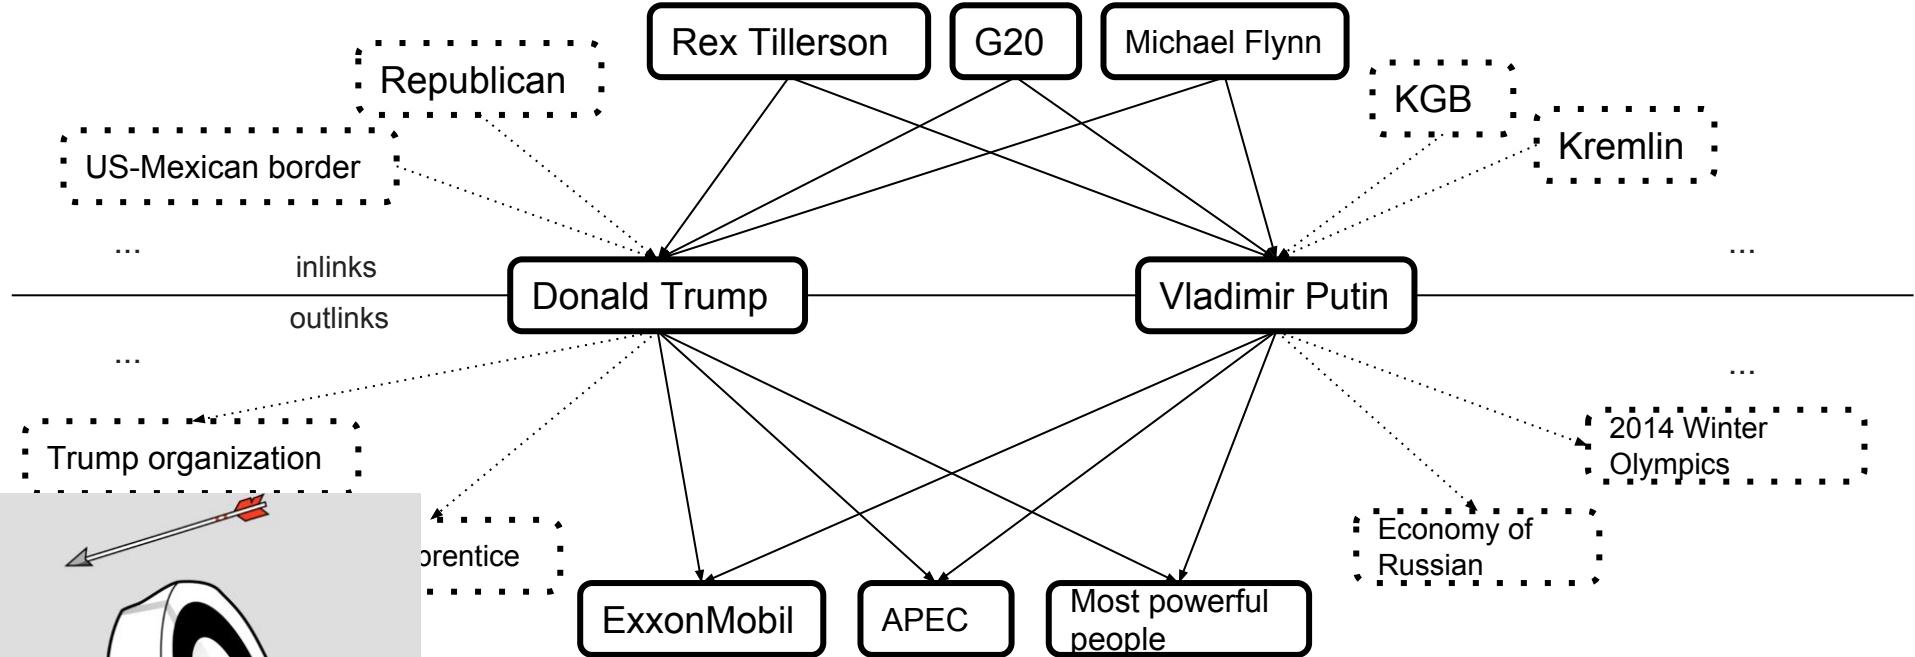 Rex Tillerson
G20
Michael Flynn
Republican
KGB
Kremlin
US-Mexican border
...
...
inlinks
Donald Trump
Vladimir Putin
outlinks
...
...
Trump organization
2014 Winter
Olympics
prentice
Economy of
Russian
ExxonMobil
APEC
Most powerful
people